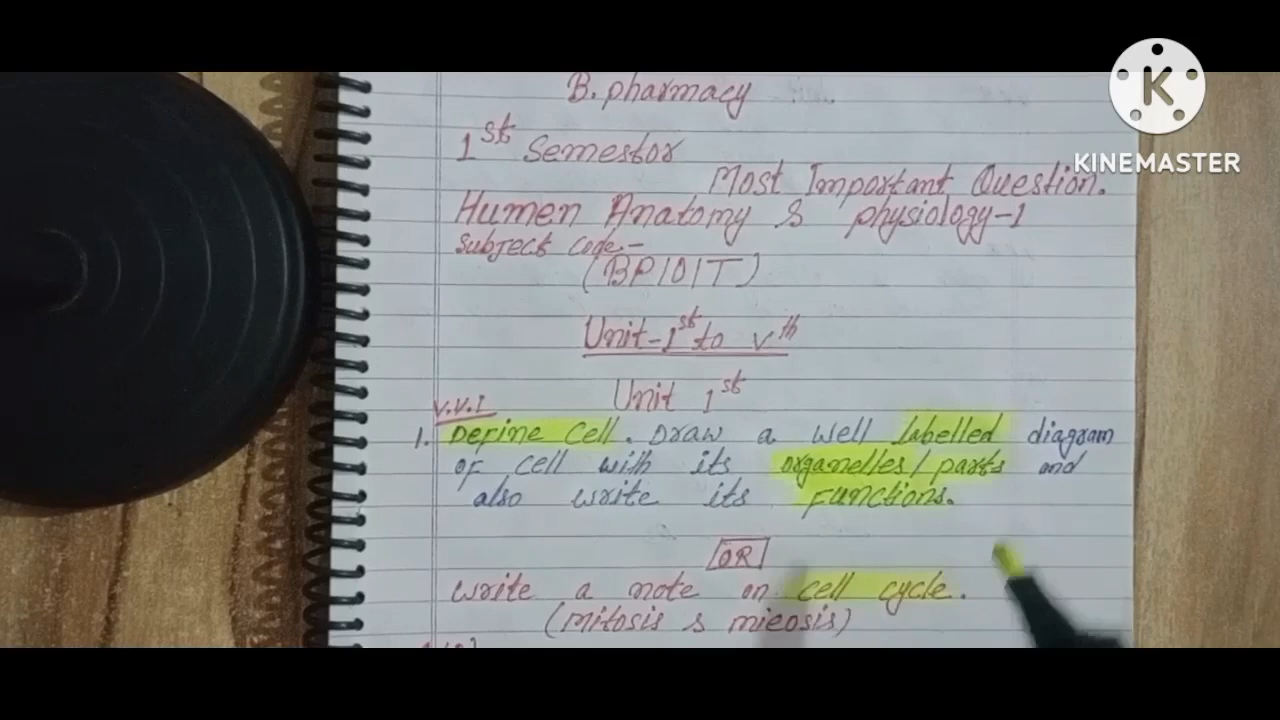 B. pharmacy
K
KINEMASTER
1st Semestor
Most Important Question.
Humen Anatomy & physiology-1
Subject code-
(BP101T)
Unit-1st to Vth
Unit 1st
V.V.I
1. Define Cell. Draw a well labelled diagram
of cell with its organelles/parts and
also write its Functions.
OR
Write a note on cell cycle.
(mitosis & mieosis)